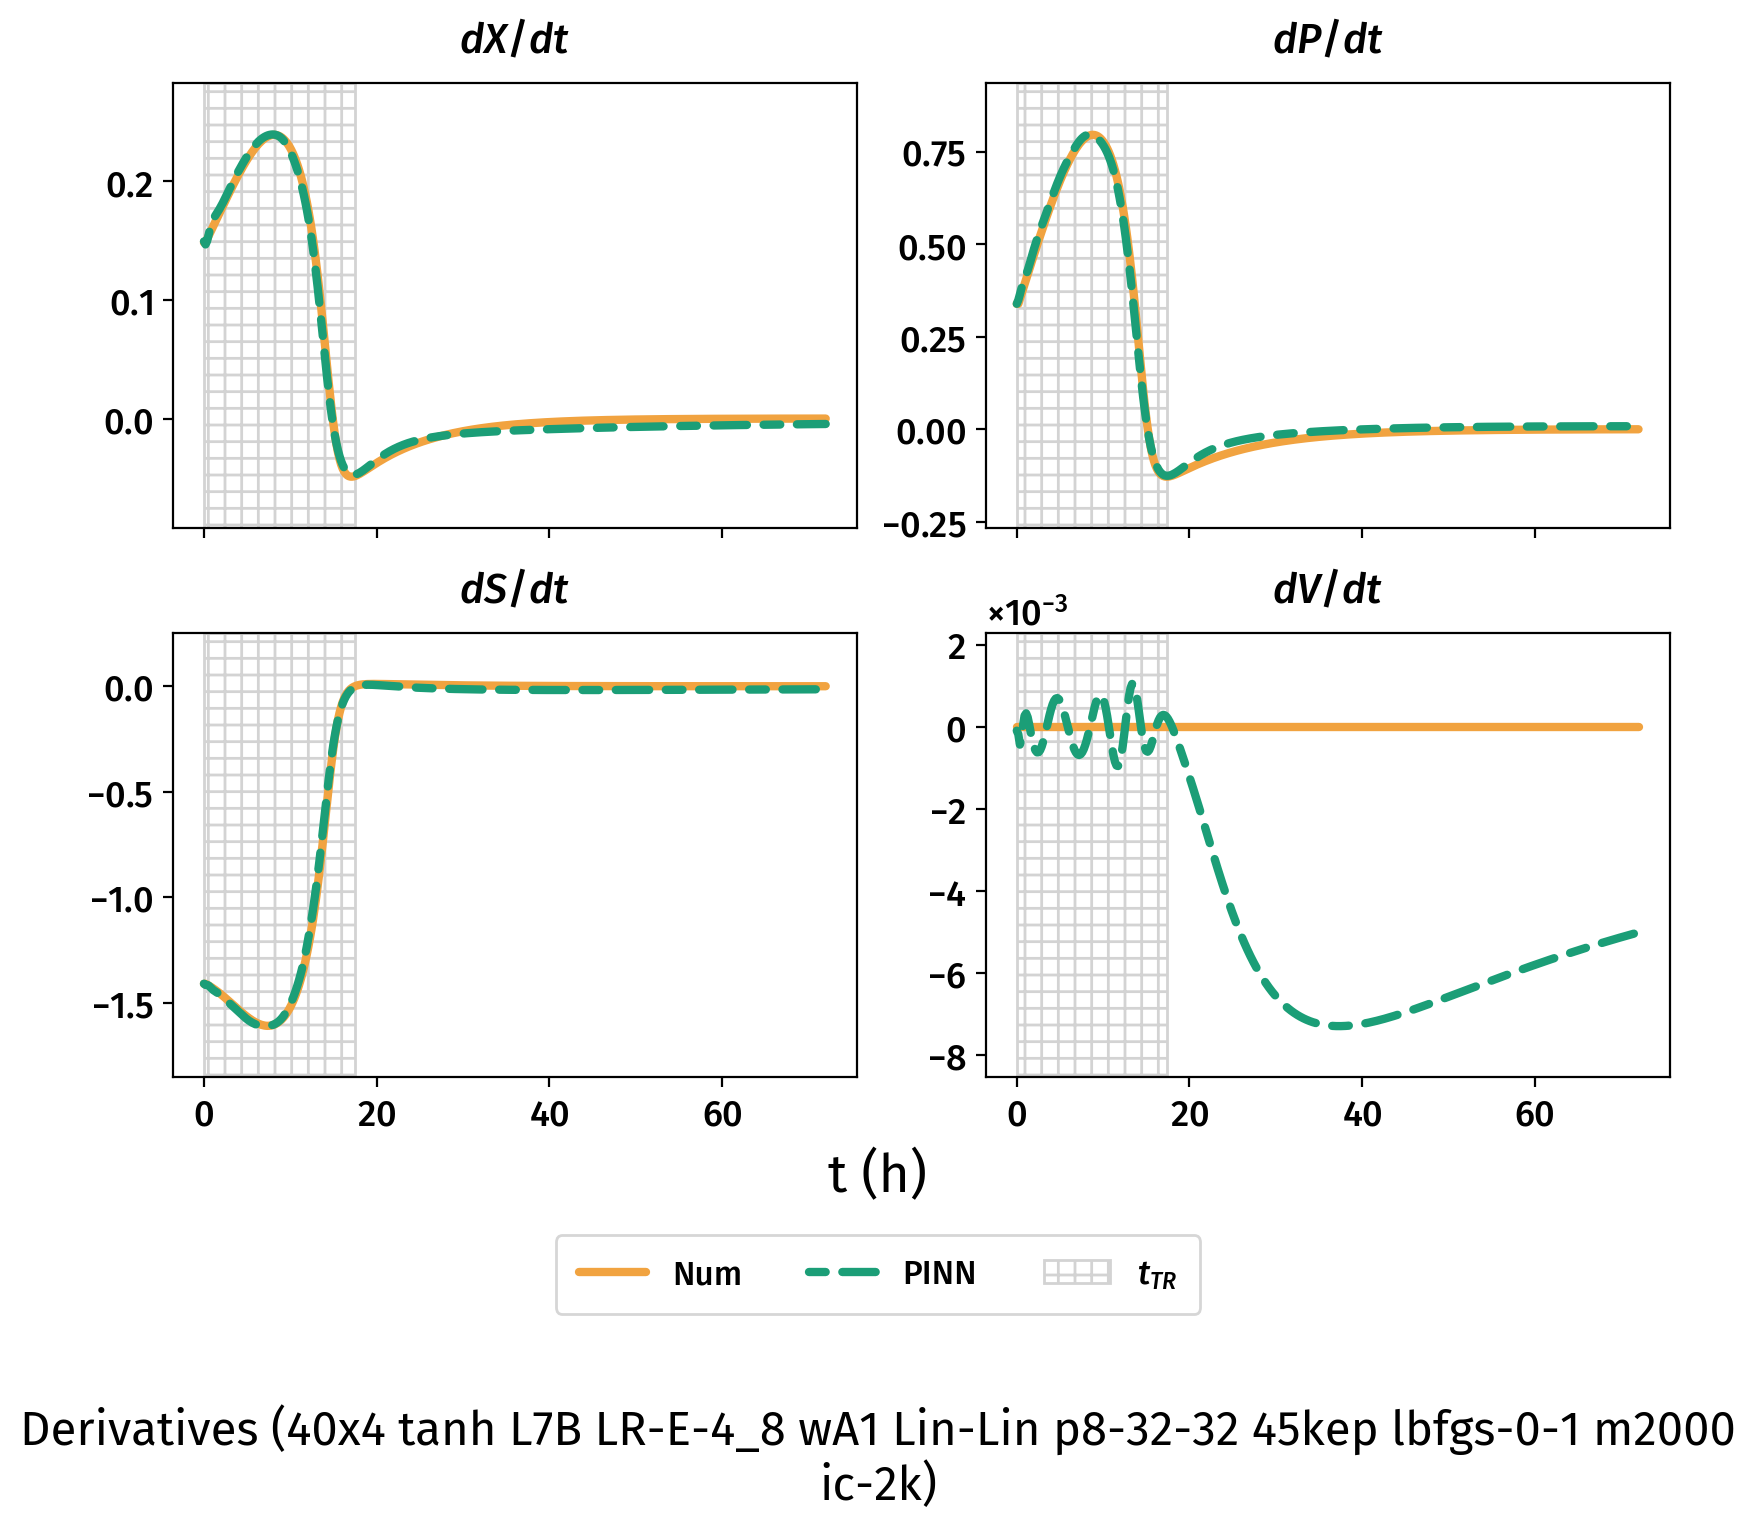 dX/dt
dP/dt
0.2
0.1
0.0
0.75
0.50
0.25
0.00
−0.25
dS/dt
dV/dt
×10⁻³
0.0
−0.5
−1.0
−1.5
2
0
−2
−4
−6
−8
0 20 40 60
0 20 40 60
t (h)
Num PINN t_TR
Derivatives (40x4 tanh L7B LR-E-4_8 wA1 Lin-Lin p8-32-32 45kep lbfgs-0-1 m2000
ic-2k)